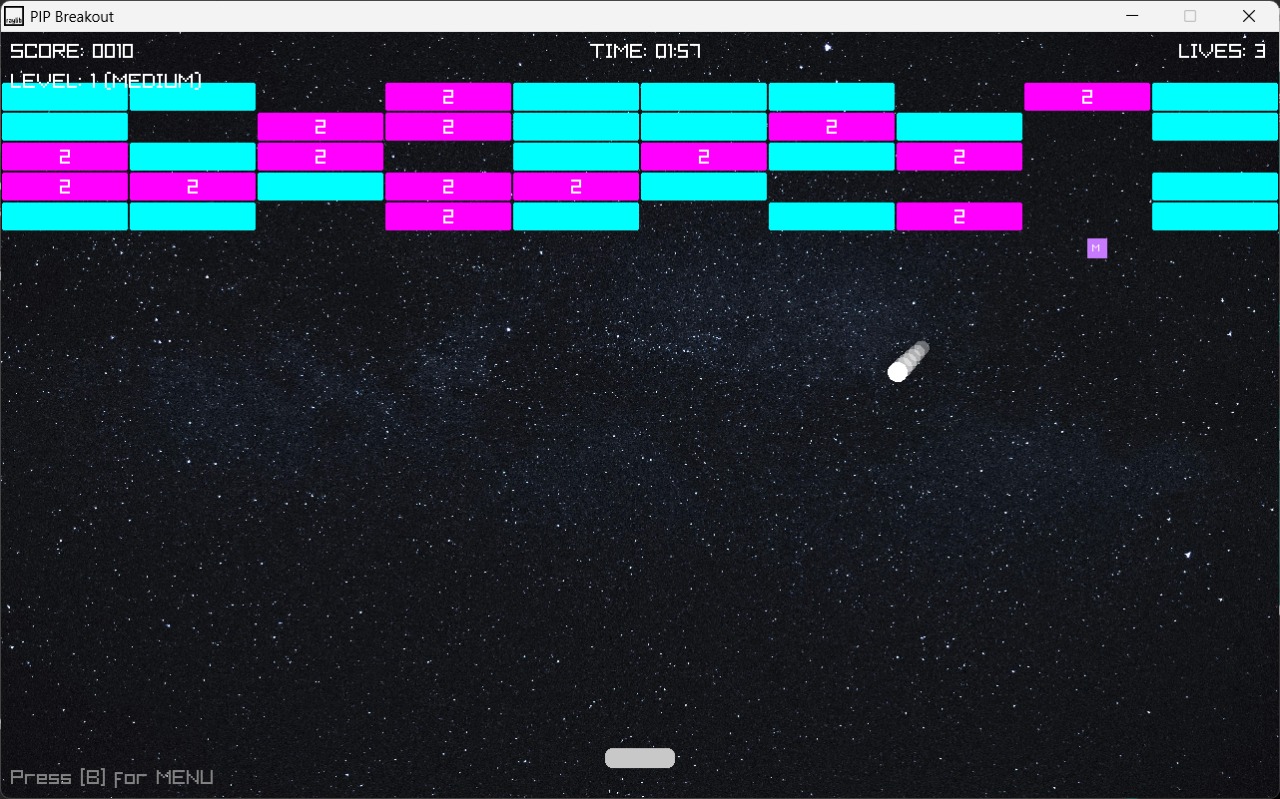 raylib
PIP Breakout
SCORE: 0010
TIME: 01:57
LIVES: 3
LEVEL: 1 (MEDIUM)
2 2
2 2 2
2 2 2 2
2 2 2 2
2 2
M
Press [B] for MENU